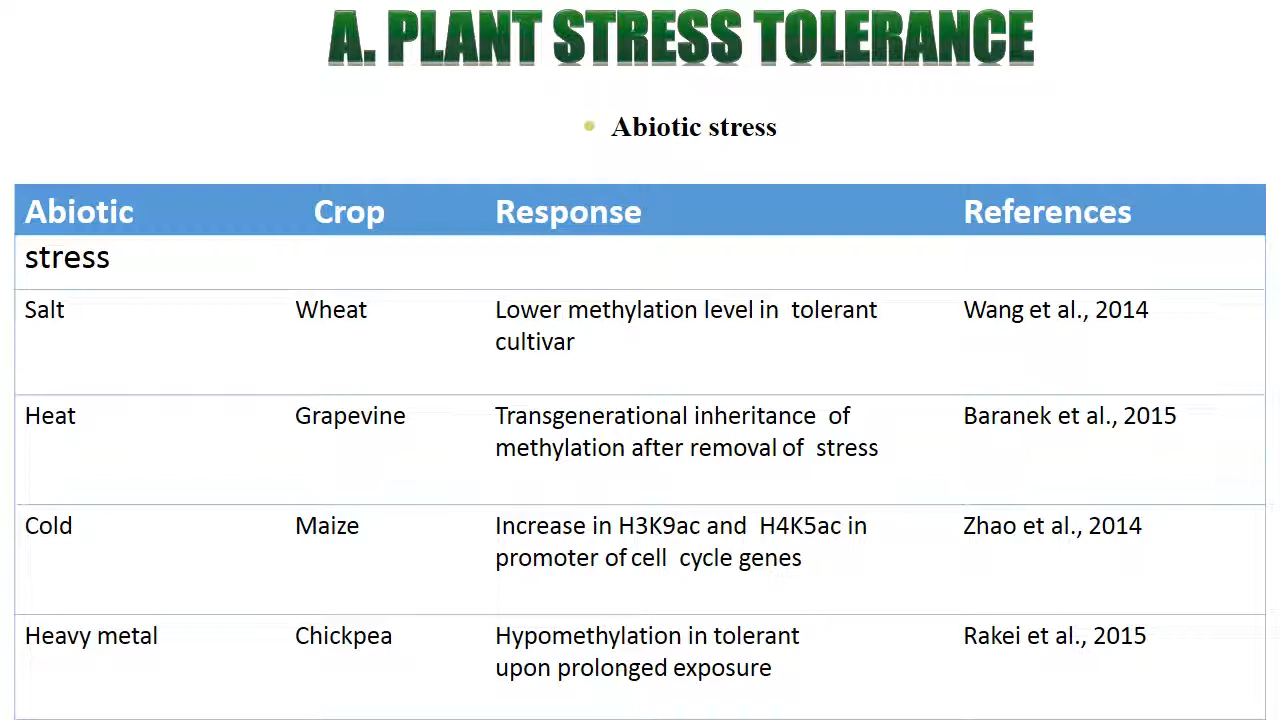 A. PLANT STRESS TOLERANCE
• Abiotic stress
Abiotic Crop Response References
stress
Salt Wheat Lower methylation level in tolerant Wang et al., 2014
cultivar
Heat Grapevine Transgenerational inheritance of Baranek et al., 2015
methylation after removal of stress
Cold Maize Increase in H3K9ac and H4K5ac in Zhao et al., 2014
promoter of cell cycle genes
Heavy metal Chickpea Hypomethylation in tolerant Rakei et al., 2015
upon prolonged exposure